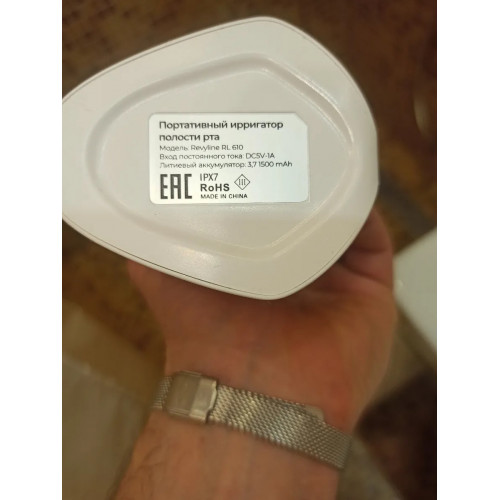 Портативный ирригатор
полости рта
Модель: Revyline RL 610
Вход постоянного тока: DC5V-1A
Литиевый аккумулятор: 3,7 1500 mAh
EAC IPX7
RoHS III
MADE IN CHINA